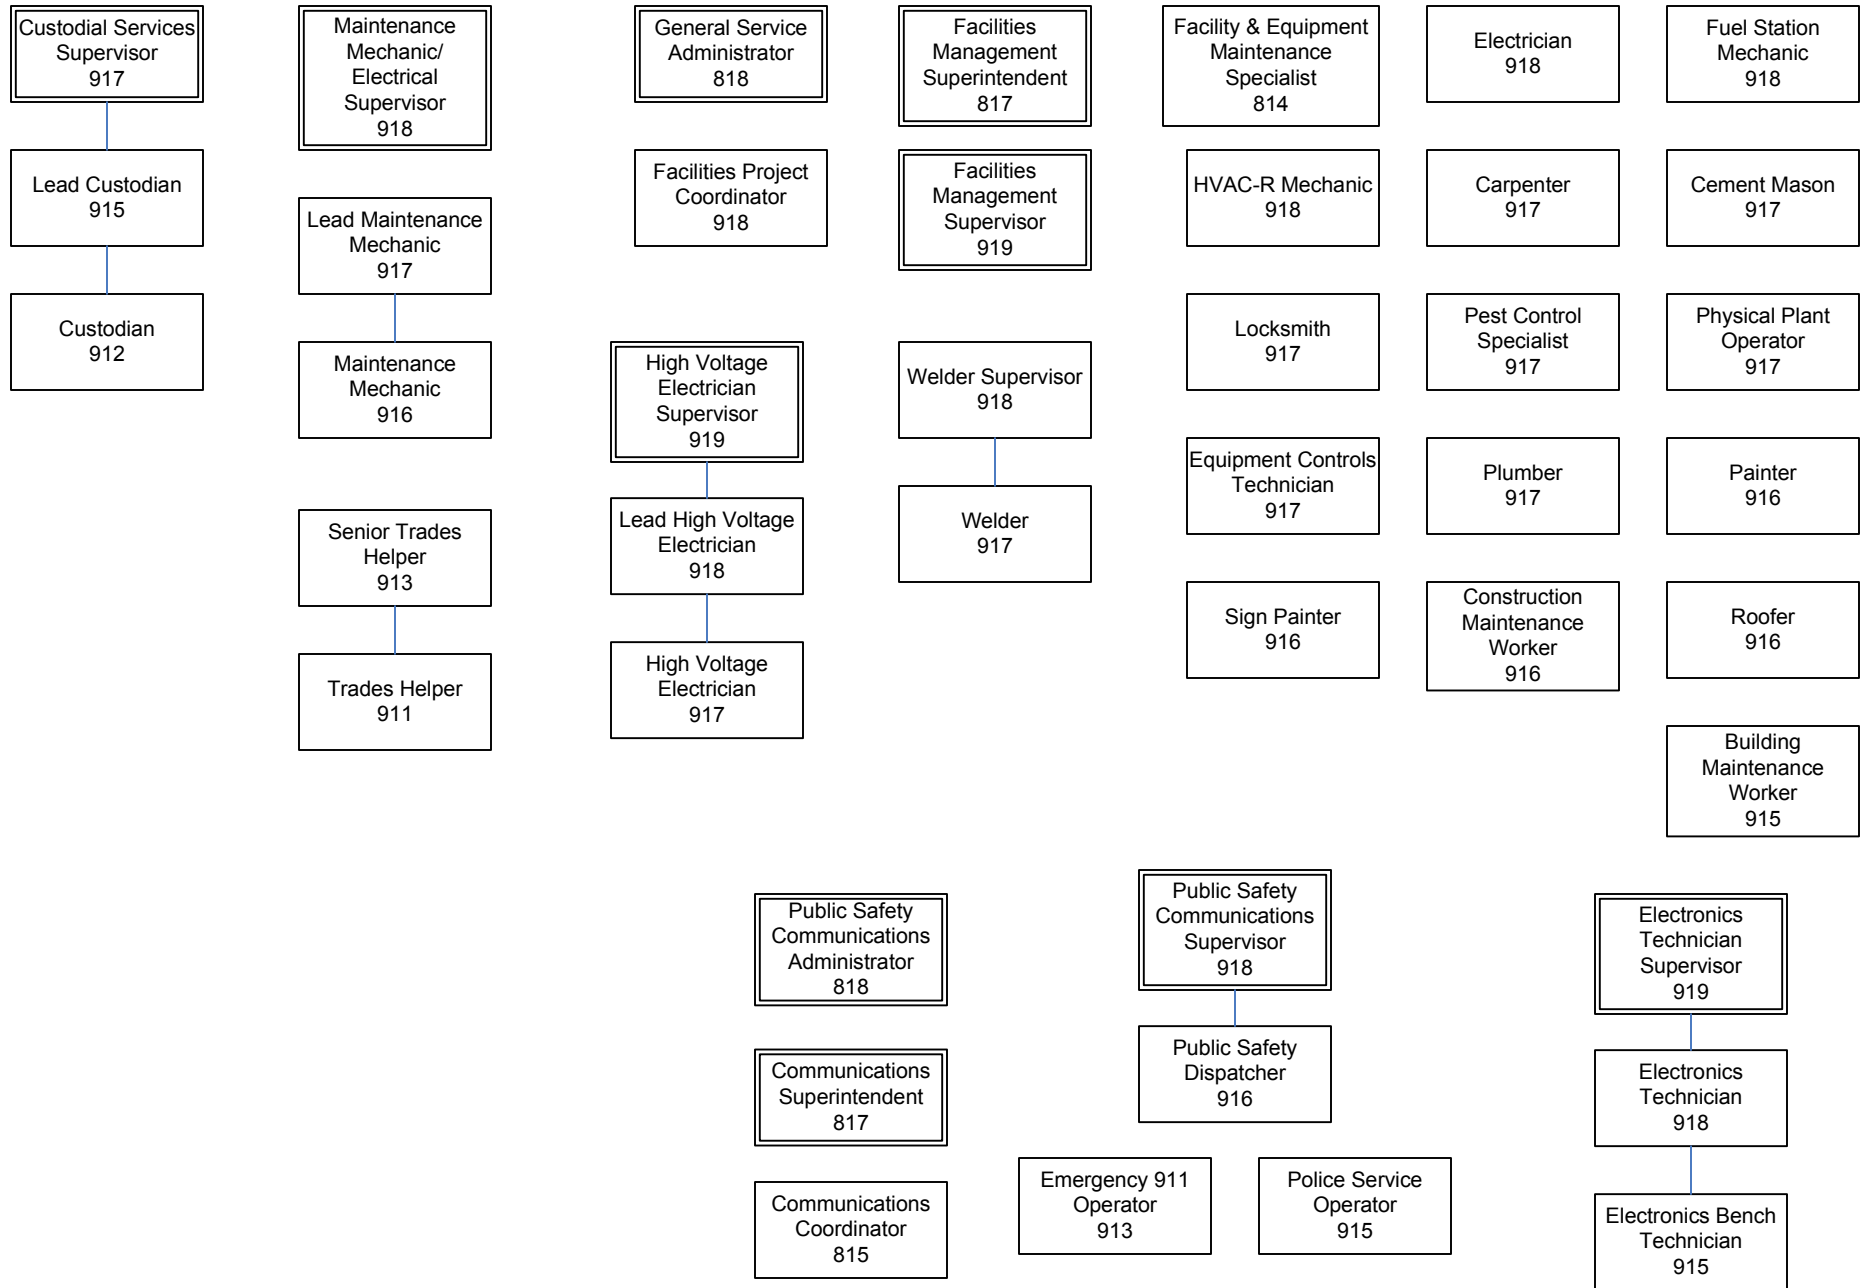 Custodial Services
Supervisor
917
Maintenance
Mechanic/
Electrical
Supervisor
918
General Service
Administrator
818
Facilities
Management
Superintendent
817
Facility & Equipment
Maintenance
Specialist
814
Electrician
918
Fuel Station
Mechanic
918
Lead Custodian
915
Lead Maintenance
Mechanic
917
Facilities Project
Coordinator
918
Facilities
Management
Supervisor
919
HVAC-R Mechanic
918
Carpenter
917
Cement Mason
917
Custodian
912
Maintenance
Mechanic
916
High Voltage
Electrician
Supervisor
919
Welder Supervisor
918
Locksmith
917
Pest Control
Specialist
917
Physical Plant
Operator
917
Senior Trades
Helper
913
Lead High Voltage
Electrician
918
Welder
917
Equipment Controls
Technician
917
Plumber
917
Painter
916
Trades Helper
911
High Voltage
Electrician
917
Sign Painter
916
Construction
Maintenance
Worker
916
Roofer
916
Building
Maintenance
Worker
915
Public Safety
Communications
Administrator
818
Public Safety
Communications
Supervisor
918
Electronics
Technician
Supervisor
919
Communications
Superintendent
817
Public Safety
Dispatcher
916
Electronics
Technician
918
Communications
Coordinator
815
Emergency 911
Operator
913
Police Service
Operator
915
Electronics Bench
Technician
915